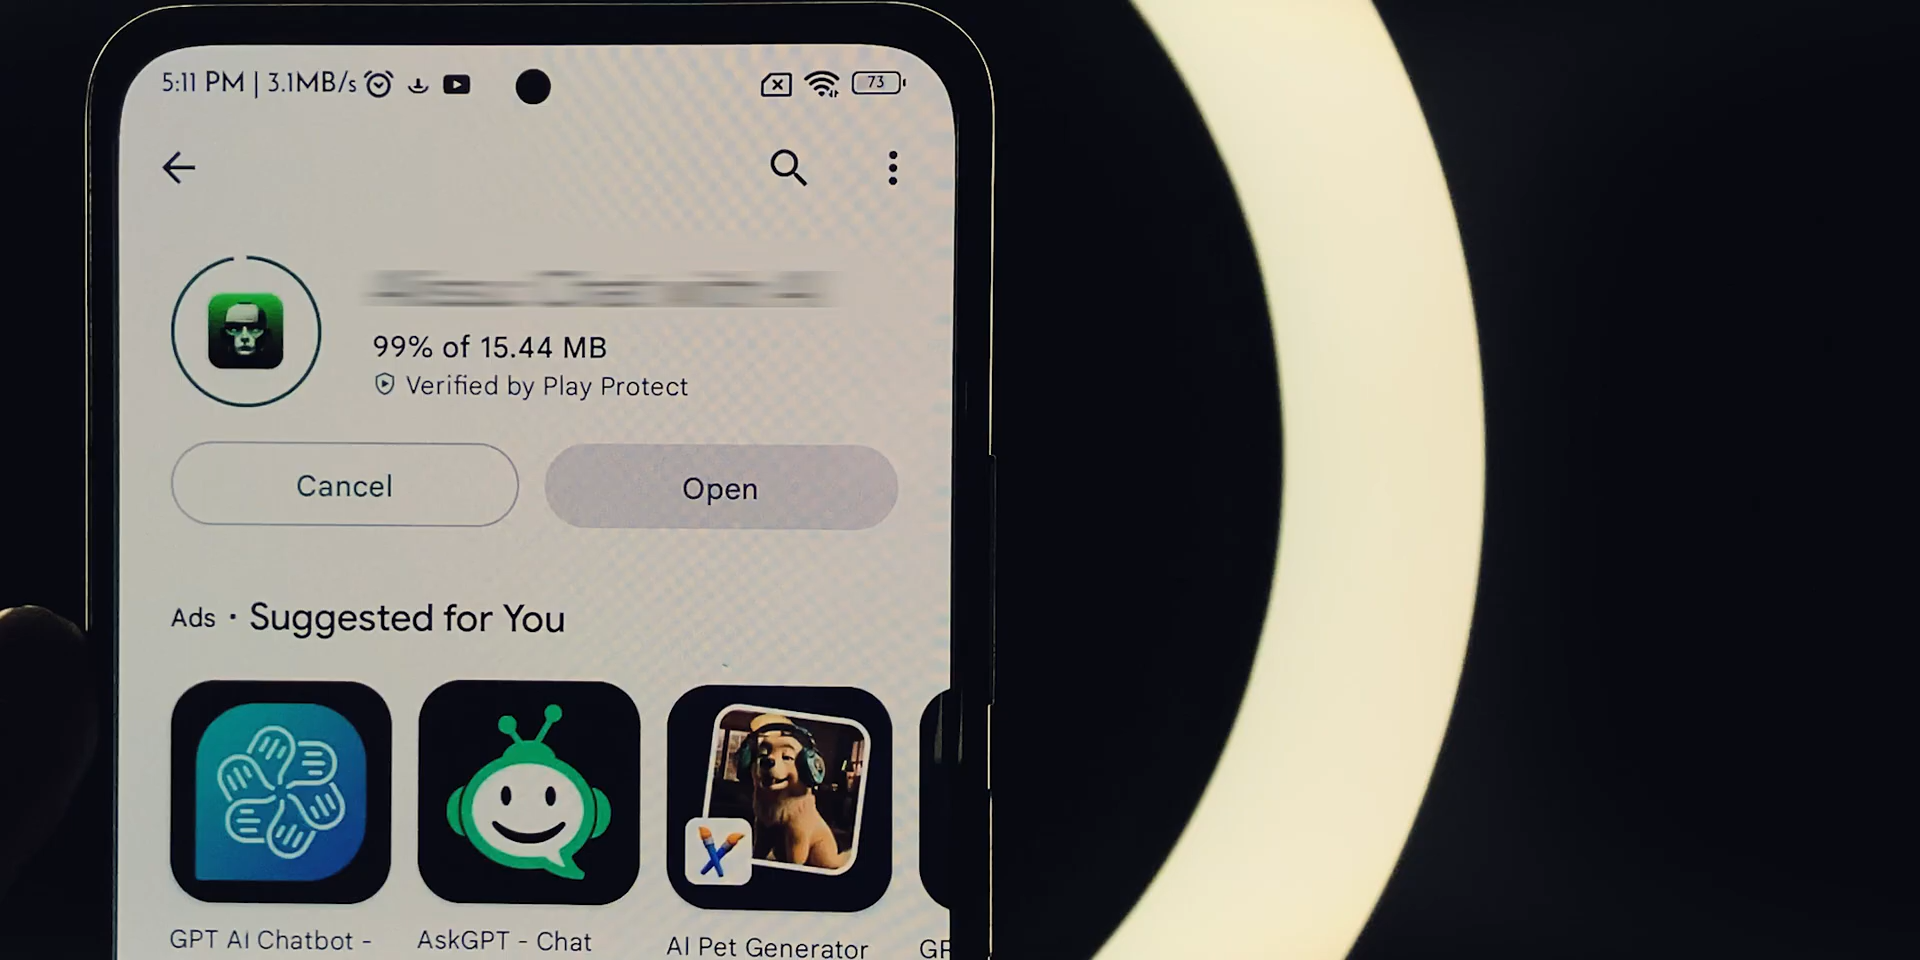 5:11 PM | 3.1MB/s
73
99% of 15.44 MB
Verified by Play Protect
Cancel
Open
Ads · Suggested for You
GPT AI Chatbot -
AskGPT - Chat
AI Pet Generator